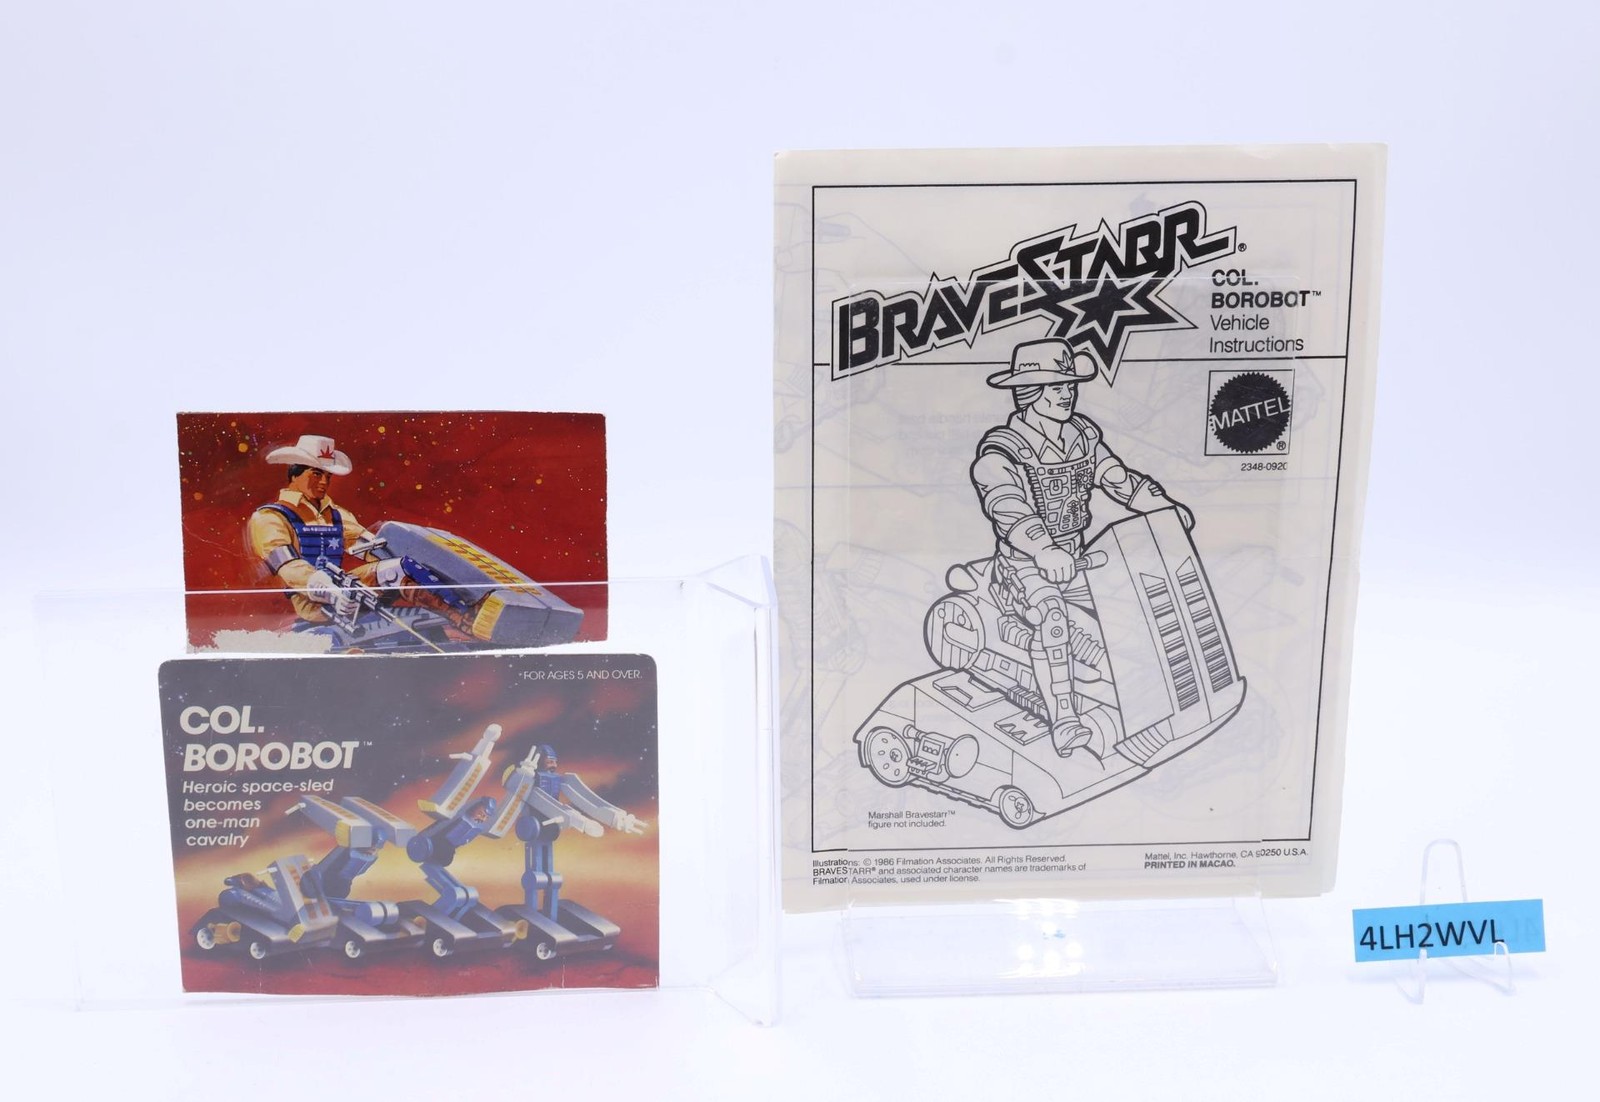 *FOR AGES 5 AND OVER.
COL.
BOROBOT™
Heroic space-sled
becomes
one-man
cavalry
BRAVESTARR®
COL.
BOROBOT™
Vehicle
Instructions
MATTEL®
2348-0920
Marshall Bravestarr™
figure not included.
Illustrations: © 1986 Filmation Associates. All Rights Reserved.
BRAVESTARR® and associated character names are trademarks of
Filmation Associates, used under license.
Mattel, Inc. Hawthorne, CA 90250 U.S.A.
PRINTED IN MACAO.
4LH2WVL